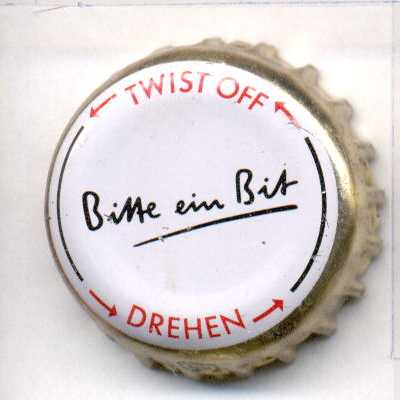 TWIST OFF
Bitte ein Bit
DREHEN